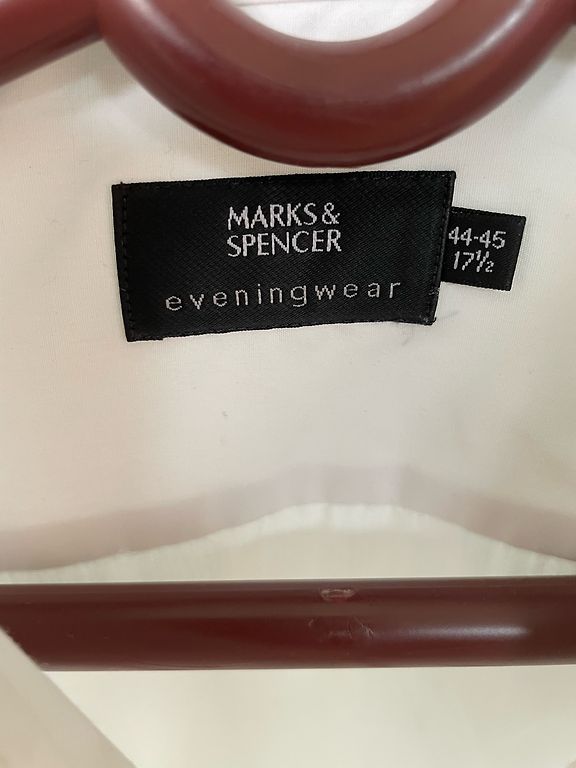 MARKS &
SPENCER
eveningwear
44-45
17½